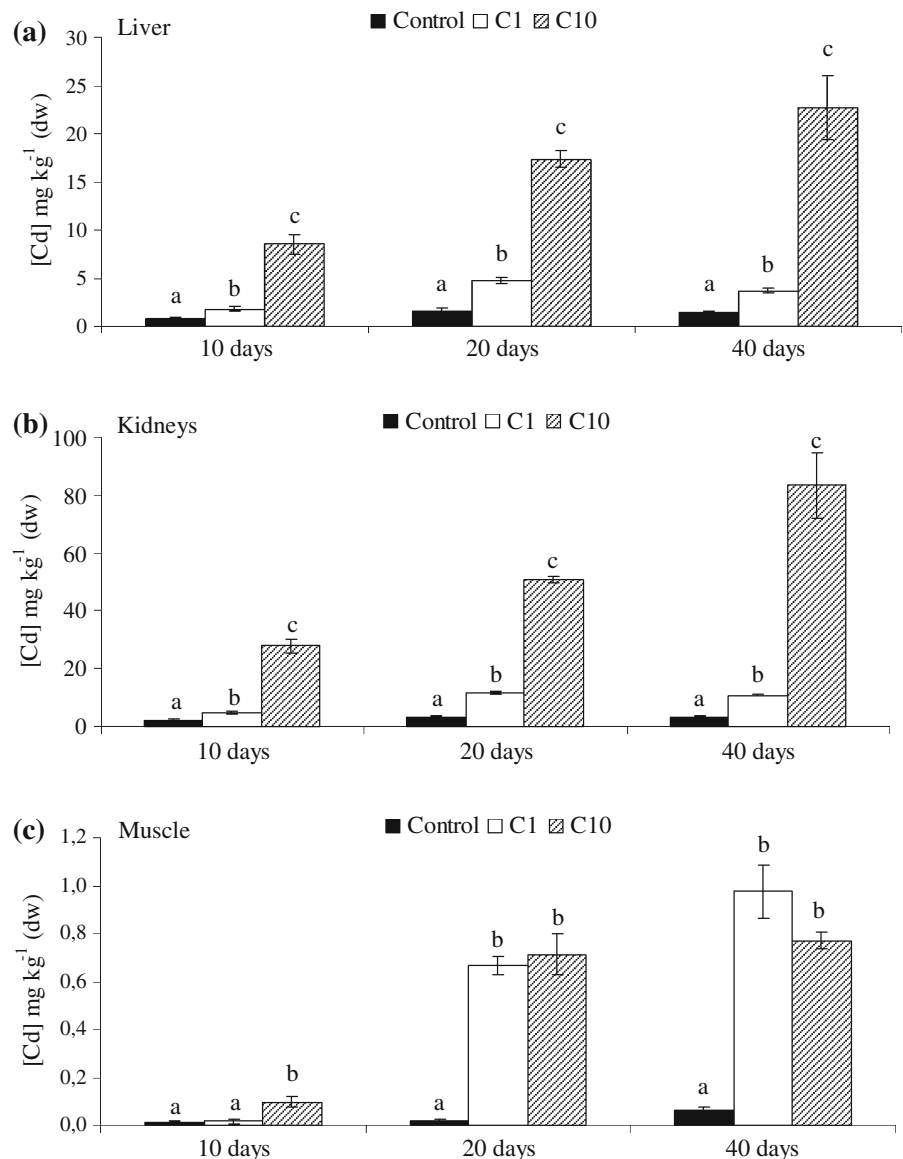 (a) Liver ■ Control □ C1 ▨ C10
[Cd] mg kg⁻¹ (dw)
30
25
20
15
10
5
0
a b c
a b c
a b c
10 days 20 days 40 days
(b) Kidneys ■ Control □ C1 ▨ C10
[Cd] mg kg⁻¹ (dw)
100
80
60
40
20
0
a b c
a b c
a b c
10 days 20 days 40 days
(c) Muscle ■ Control □ C1 ▨ C10
[Cd] mg kg⁻¹ (dw)
1,2
1,0
0,8
0,6
0,4
0,2
0,0
a a b
a b b
a b b
10 days 20 days 40 days